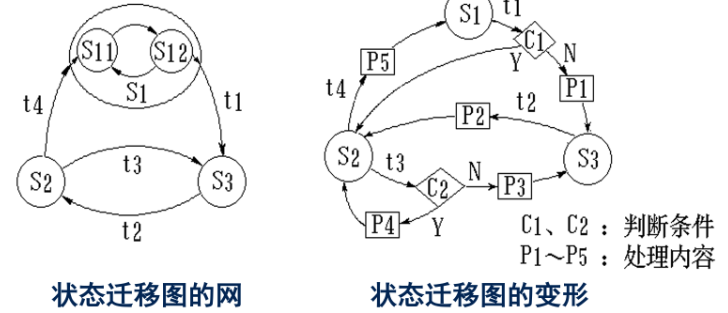 S11
S12
S1
t4
t1
S2
t3
S3
t2
状态迁移图的网
S1
t1
C1
P5
Y
N
P1
t4
P2
t2
S2
t3
S3
C2
N
P3
P4
Y
C1、C2：判断条件
P1～P5：处理内容
状态迁移图的变形